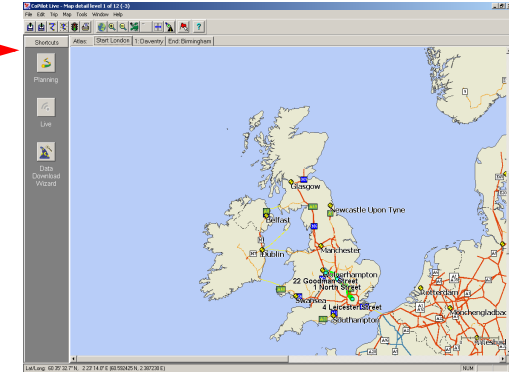 CoPilot Live - Map detail level 1 of 12 (-3)
File Edit Trip Map Tools Window Help
Shortcuts
Atlas: Start London 1: Daventry End: Birmingham
Planning
Live
Data
Download
Wizard
Glasgow
Newcastle Upon Tyne
Belfast
Manchester
Dublin
Wolverhampton
22 Goodman Street
1 North Street
Swansea
4 Leicester Street
Southampton
Rotterdam
Moenchengladbac
NUM